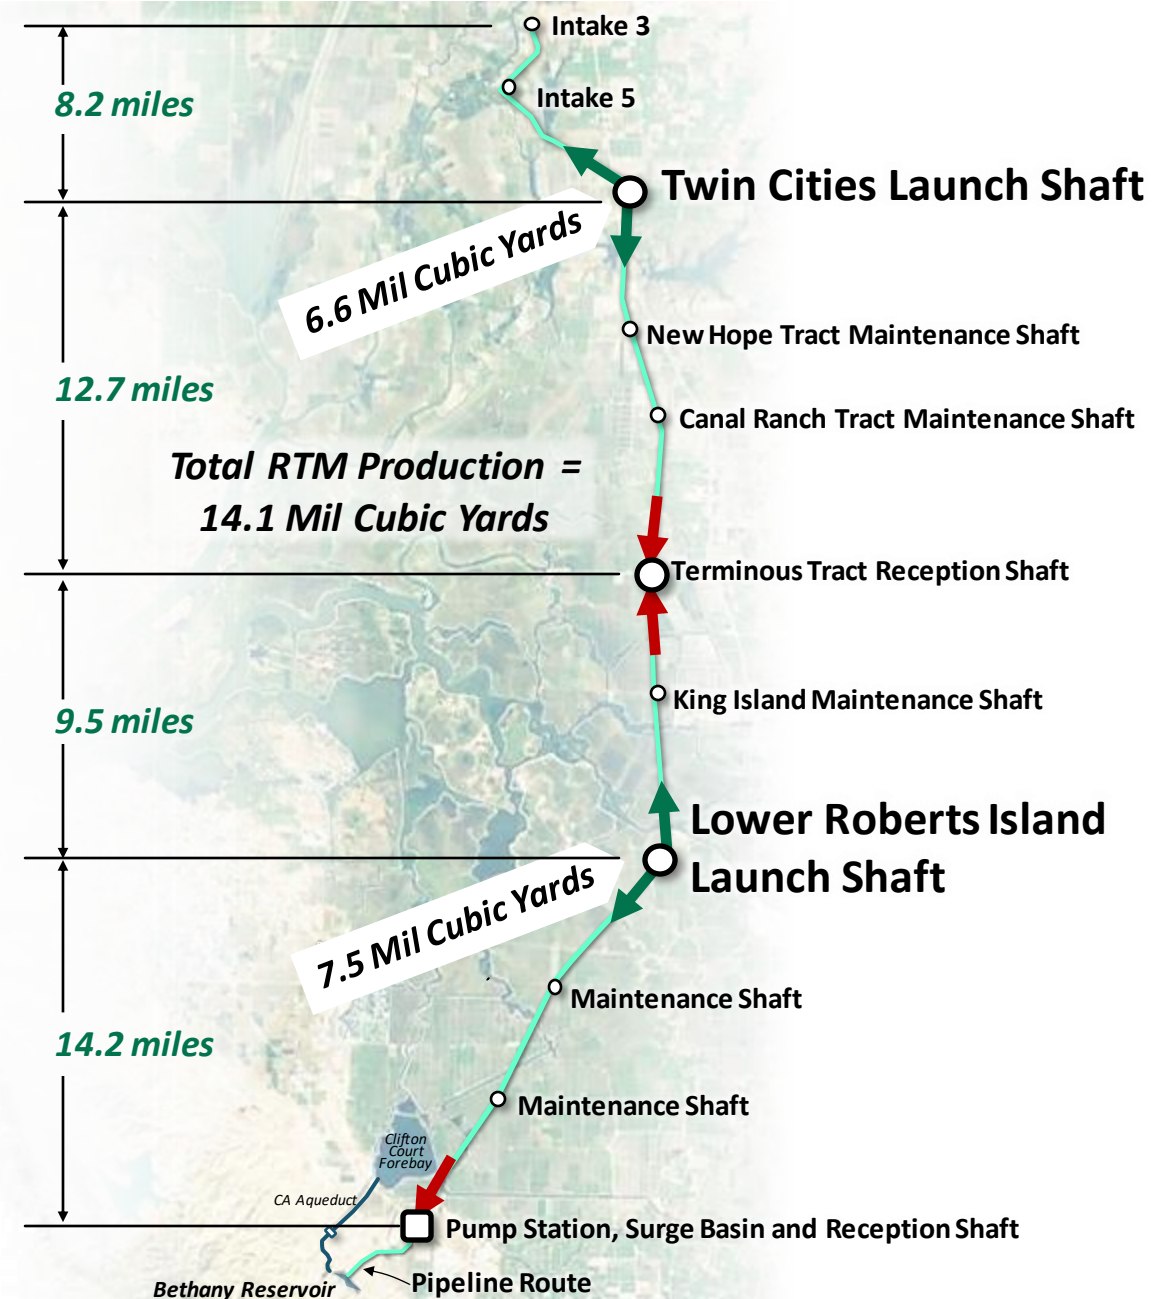 Intake 3
8.2 miles
Intake 5
Twin Cities Launch Shaft
6.6 Mil Cubic Yards
New Hope Tract Maintenance Shaft
12.7 miles
Canal Ranch Tract Maintenance Shaft
Total RTM Production =
14.1 Mil Cubic Yards
Terminous Tract Reception Shaft
King Island Maintenance Shaft
9.5 miles
Lower Roberts Island
Launch Shaft
7.5 Mil Cubic Yards
Maintenance Shaft
14.2 miles
Maintenance Shaft
Clifton
Court
Forebay
CA Aqueduct
Pump Station, Surge Basin and Reception Shaft
Pipeline Route
Bethany Reservoir